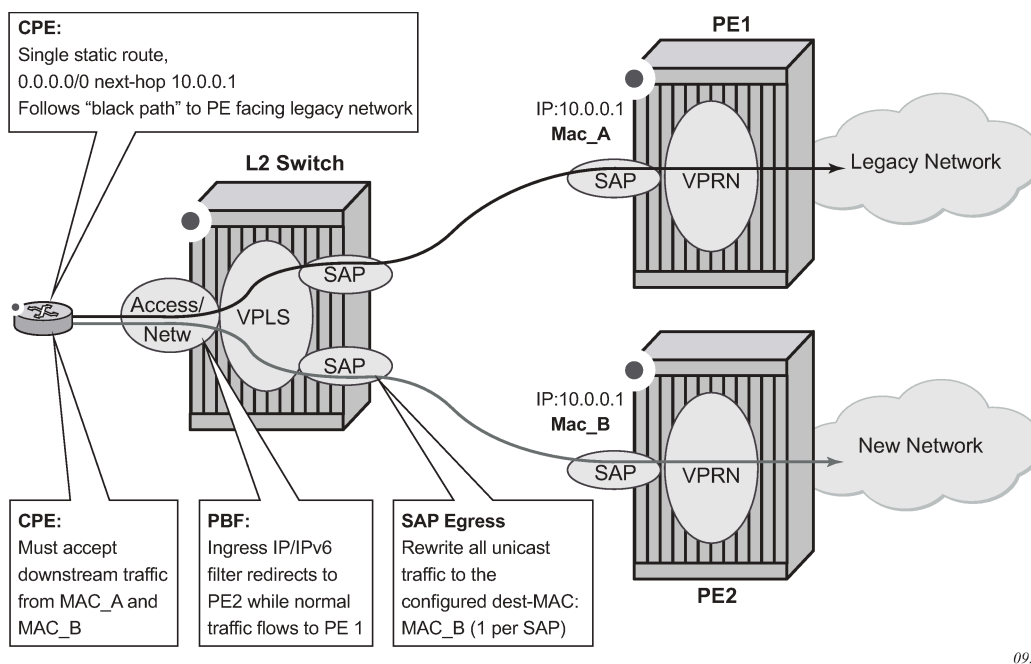 CPE:
Single static route,
0.0.0.0/0 next-hop 10.0.0.1
Follows “black path” to PE facing legacy network
PE1
IP:10.0.0.1
Mac_A
SAP
VPRN
Legacy Network
L2 Switch
SAP
Access/
Netw
VPLS
SAP
IP:10.0.0.1
Mac_B
SAP
VPRN
New Network
PE2
CPE:
Must accept
downstream traffic
from MAC_A and
MAC_B
PBF:
Ingress IP/IPv6
filter redirects to
PE2 while normal
traffic flows to PE 1
SAP Egress
Rewrite all unicast
traffic to the
configured dest-MAC:
MAC_B (1 per SAP)